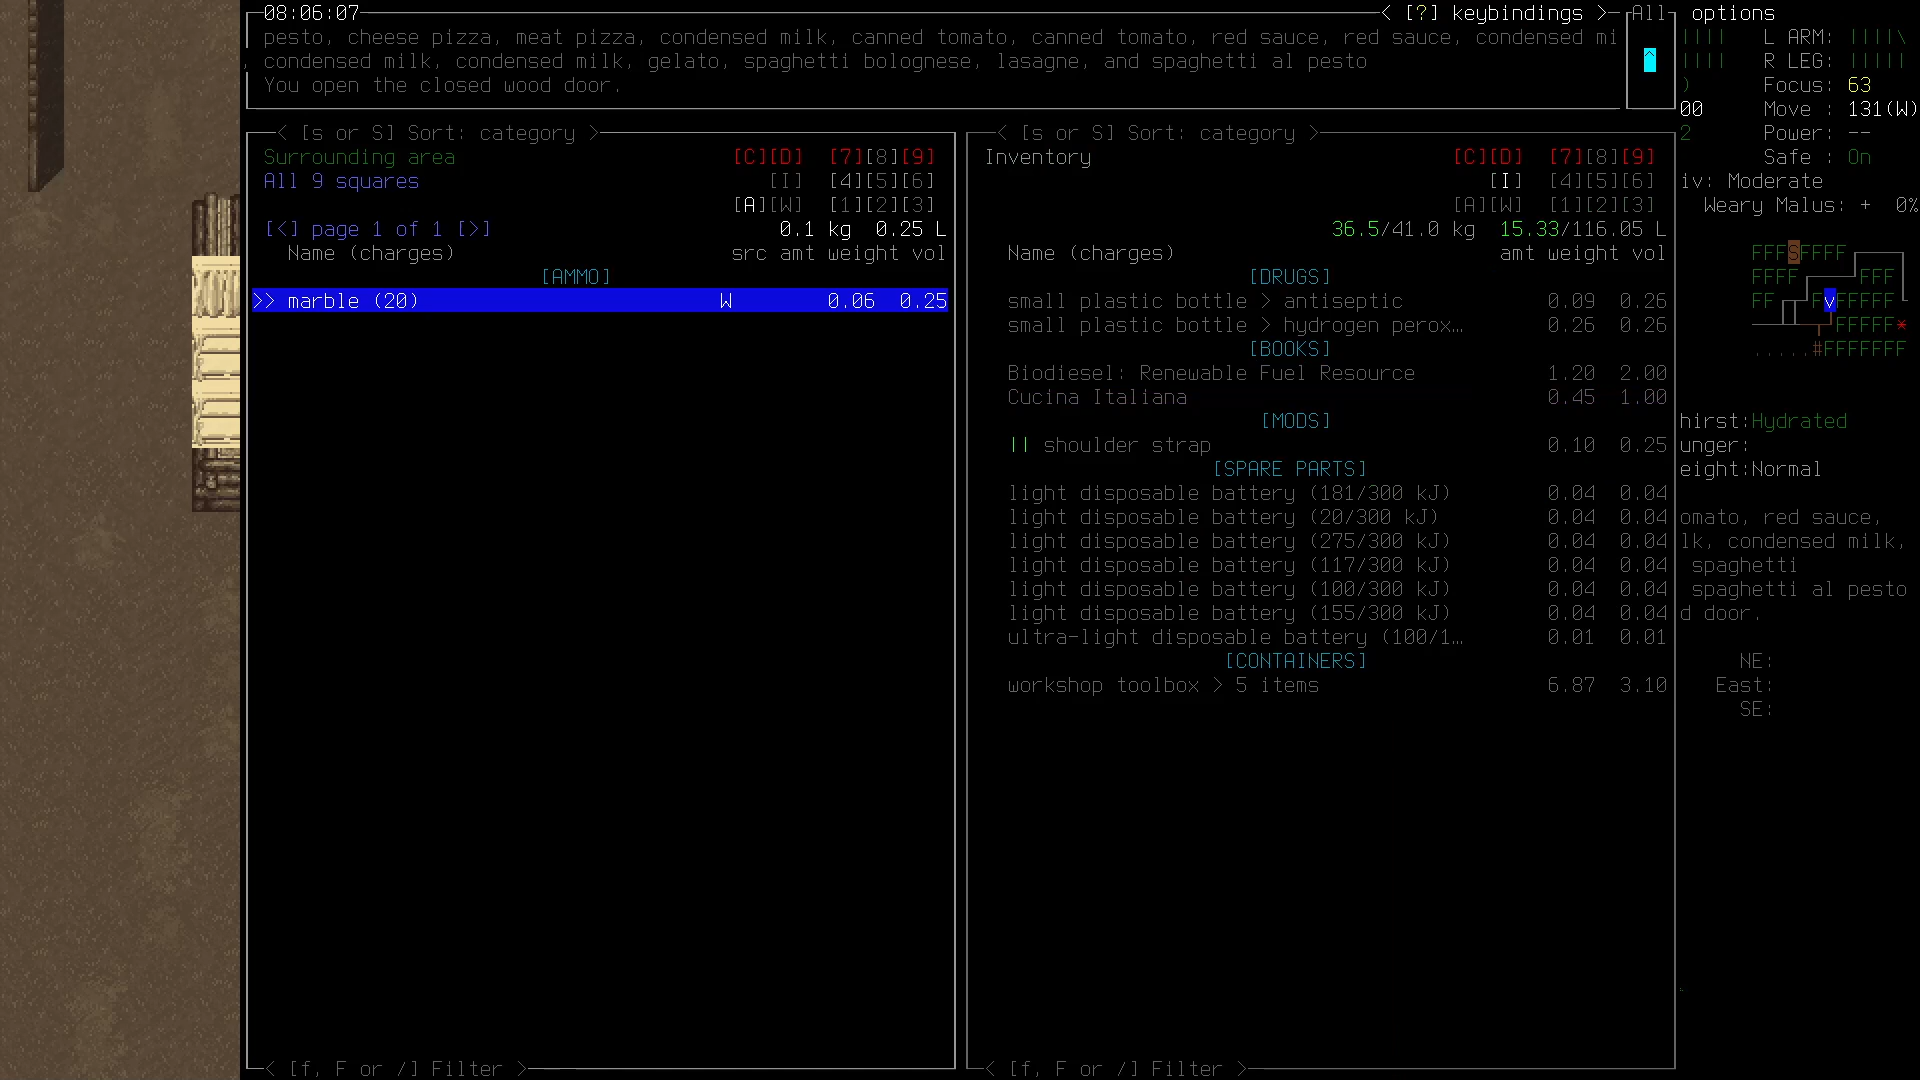 08:06:07 < [?] keybindings > All options
pesto, cheese pizza, meat pizza, condensed milk, canned tomato, canned tomato, red sauce, red sauce, condensed mi L ARM: ||||\
, condensed milk, condensed milk, gelato, spaghetti bolognese, lasagne, and spaghetti al pesto ^ |||| R LEG: |||||
You open the closed wood door. ) Focus: 63
00 Move : 131(W)
< [s or S] Sort: category > < [s or S] Sort: category > 2 Power: --
Surrounding area [C][D] [7][8][9] Inventory [C][D] [7][8][9] Safe : On
All 9 squares [I] [4][5][6] [I] [4][5][6] iv: Moderate
[A][W] [1][2][3] [A][W] [1][2][3] Weary Malus: + 0%
[<] page 1 of 1 [>] 0.1 kg 0.25 L 36.5/41.0 kg 15.33/116.05 L
Name (charges) src amt weight vol Name (charges) amt weight vol FFFSFFFF
[AMMO] [DRUGS] FFFF FFF
>> marble (20) W 0.06 0.25 small plastic bottle > antiseptic 0.09 0.26 FF FvFFFFF
small plastic bottle > hydrogen perox… 0.26 0.26 FFFFF*
[BOOKS] .....#FFFFFFF
Biodiesel: Renewable Fuel Resource 1.20 2.00
Cucina Italiana 0.45 1.00
[MODS] hirst:Hydrated
|| shoulder strap 0.10 0.25 unger:
[SPARE PARTS] eight:Normal
light disposable battery (181/300 kJ) 0.04 0.04
light disposable battery (20/300 kJ) 0.04 0.04 omato, red sauce,
light disposable battery (275/300 kJ) 0.04 0.04 lk, condensed milk,
light disposable battery (117/300 kJ) 0.04 0.04 spaghetti
light disposable battery (100/300 kJ) 0.04 0.04 spaghetti al pesto
light disposable battery (155/300 kJ) 0.04 0.04 d door.
ultra-light disposable battery (100/1… 0.01 0.01
[CONTAINERS] NE:
workshop toolbox > 5 items 6.87 3.10 East:
SE:
< [f, F or /] Filter > < [f, F or /] Filter >